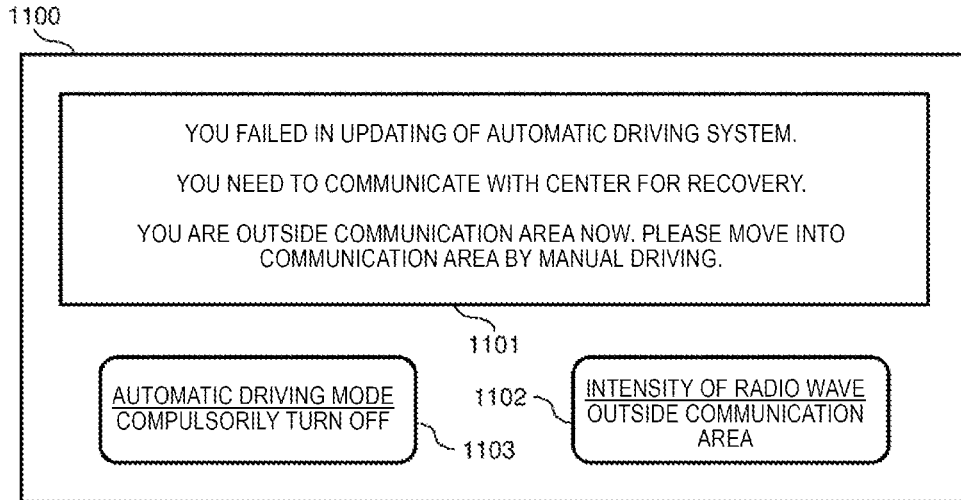 1100
YOU FAILED IN UPDATING OF AUTOMATIC DRIVING SYSTEM.
YOU NEED TO COMMUNICATE WITH CENTER FOR RECOVERY.
YOU ARE OUTSIDE COMMUNICATION AREA NOW. PLEASE MOVE INTO
COMMUNICATION AREA BY MANUAL DRIVING.
1101
AUTOMATIC DRIVING MODE
COMPULSORILY TURN OFF
1103
1102
INTENSITY OF RADIO WAVE
OUTSIDE COMMUNICATION
AREA